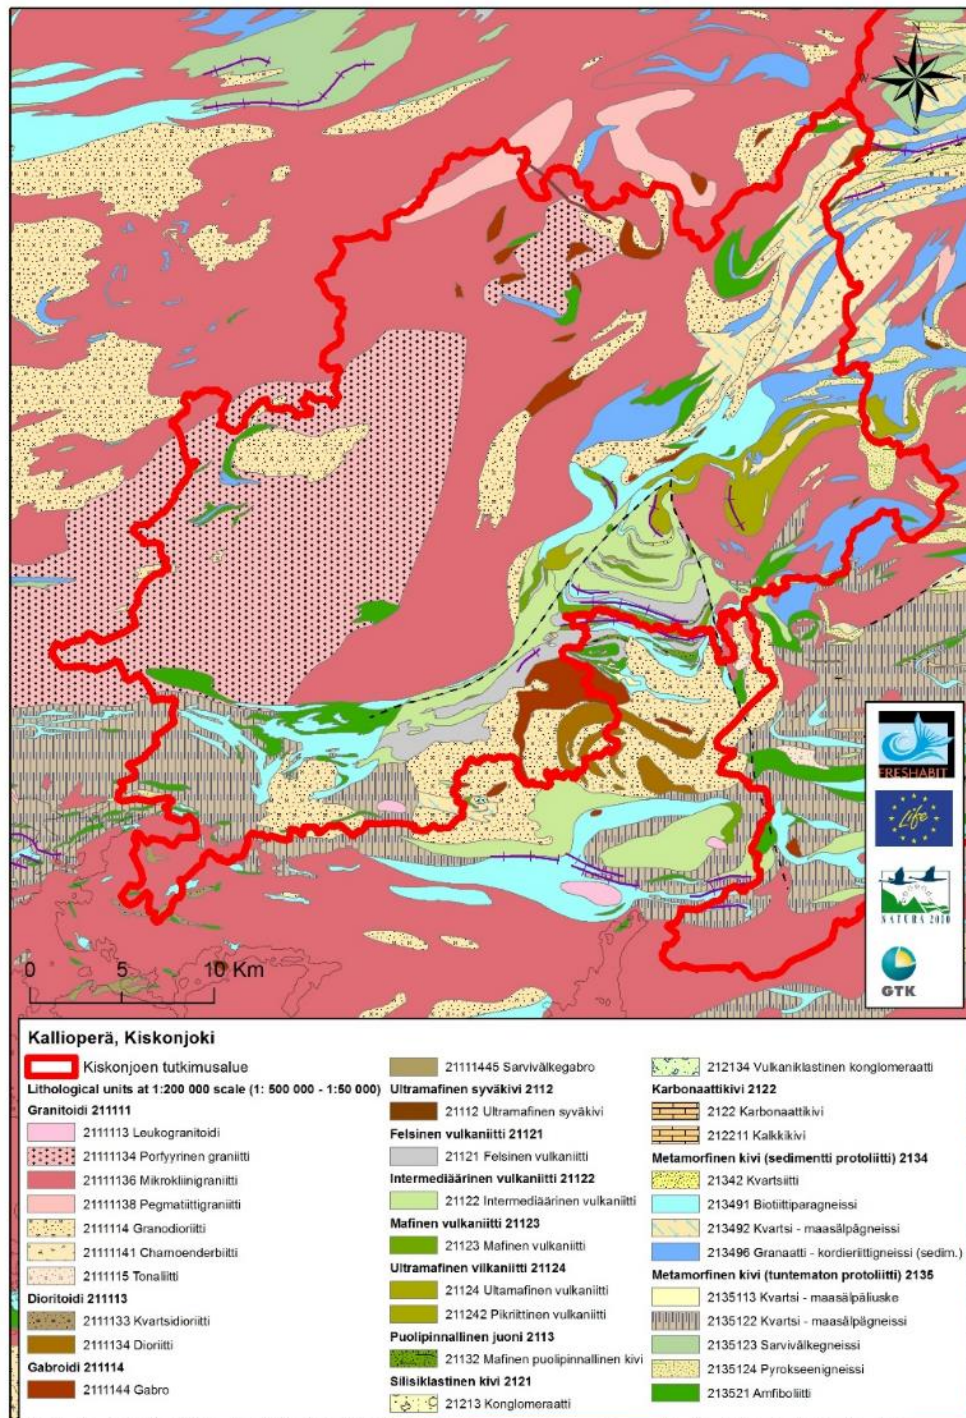 N
W
S
FRESHABIT
Life
NATURA 2010
GTK
0 5 10 Km
Kallioperä, Kiskonjoki
Kiskonjoen tutkimusalue
Lithological units at 1:200 000 scale (1: 500 000 - 1:50 000)
Granitoidi 211111
2111113 Leukogranitoidi
21111134 Porfyyrinen graniitti
21111136 Mikrokliinigraniitti
21111138 Pegmatiittigraniitti
2111114 Granodioriitti
21111141 Charnoenderbiitti
2111115 Tonaliitti
Dioritoidi 211113
2111133 Kvartsidioriitti
2111134 Dioriitti
Gabroidi 211114
2111144 Gabro
21111445 Sarvivälkegabro
Ultramafinen syväkivi 2112
21112 Ultramafinen syväkivi
Felsinen vulkaniitti 21121
21121 Felsinen vulkaniitti
Intermediäärinen vulkaniitti 21122
21122 Intermediäärinen vulkaniitti
Mafinen vulkaniitti 21123
21123 Mafinen vulkaniitti
Ultramafinen vilkaniitti 21124
21124 Ultamafinen vulkaniitti
211242 Pikriittinen vulkaniitti
Puolipinnallinen juoni 2113
21132 Mafinen puolipinnallinen kivi
Silisiklastinen kivi 2121
21213 Konglomeraatti
212134 Vulkaniklastinen konglomeraatti
Karbonaattikivi 2122
2122 Karbonaattikivi
212211 Kalkkikivi
Metamorfinen kivi (sedimentti protoliitti) 2134
21342 Kvartsiitti
213491 Biotiittiparagneissi
213492 Kvartsi - maasälpägneissi
213496 Granaatti - kordieriittigneissi (sedim.)
Metamorfinen kivi (tuntematon protoliitti) 2135
2135113 Kvartsi - maasälpäliuske
2135122 Kvartsi - maasälpägneissi
2135123 Sarvivälkegneissi
2135124 Pyrokseenigneissi
213521 Amfiboliitti